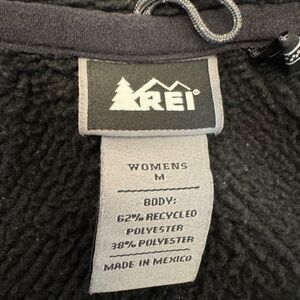 REI®
WOMENS
M
BODY:
62% RECYCLED
POLYESTER
38% POLYESTER
MADE IN MEXICO